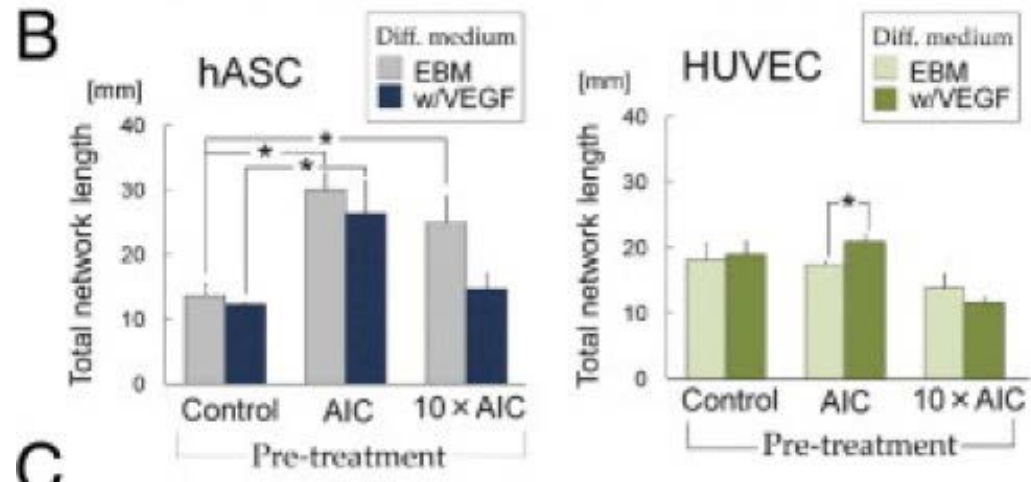 B
hASC
Diff. medium
EBM
w/VEGF
[mm]
Total network length
40
30
20
10
0
*
*
*
Control
AIC
10 × AIC
Pre-treatment
HUVEC
Diff. medium
EBM
w/VEGF
[mm]
Total network length
40
30
20
10
0
*
Control
AIC
10 × AIC
Pre-treatment
C